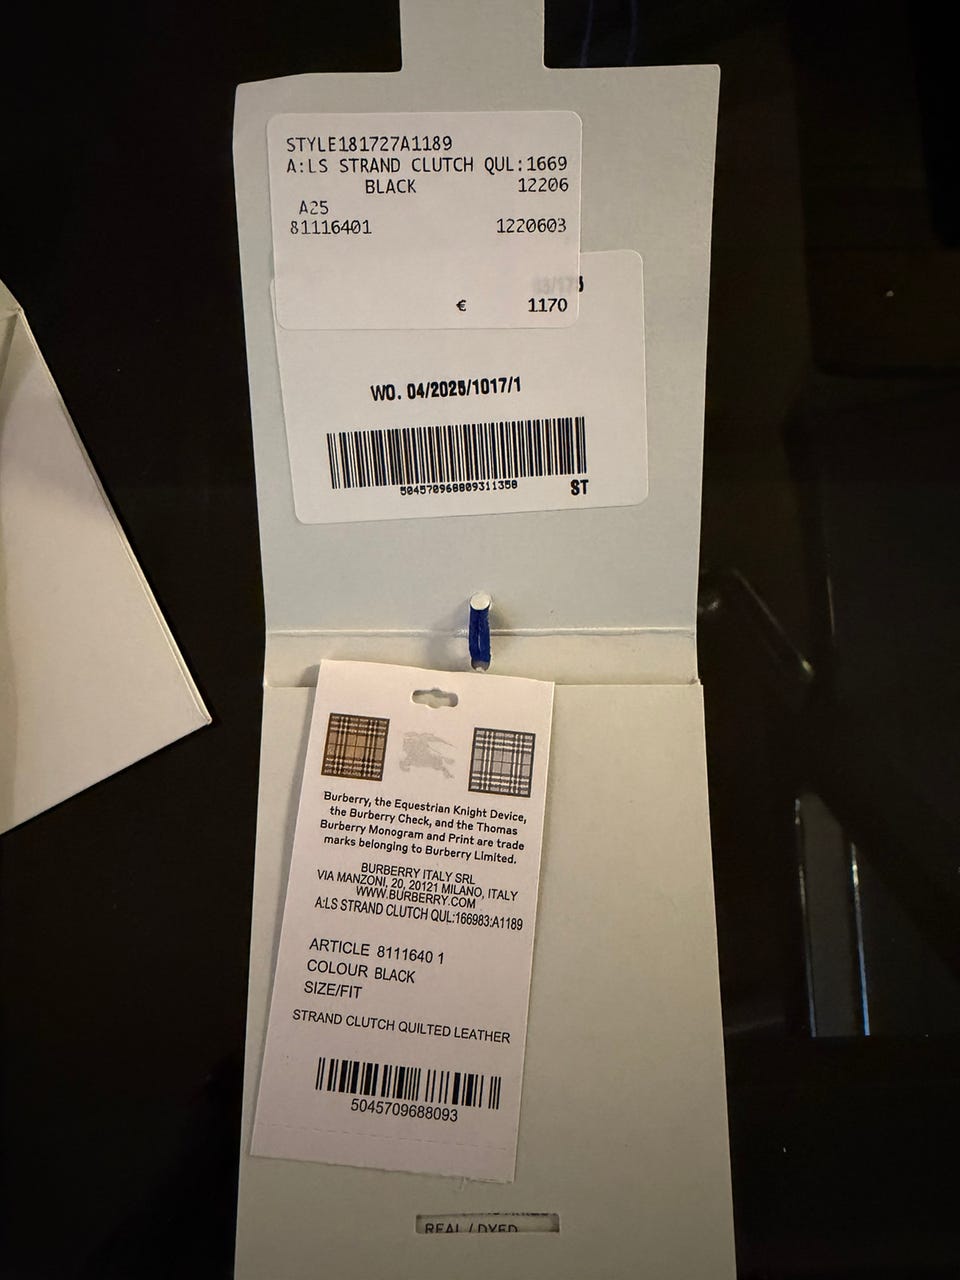 STYLE181727A1189
A:LS STRAND CLUTCH QUL:1669
BLACK 12206
A25
81116401 1220603
€ 1170
WO. 04/2025/1017/1
504570968809311358
ST
Burberry, the Equestrian Knight Device,
the Burberry Check, and the Thomas
Burberry Monogram and Print are trade
marks belonging to Burberry Limited.
BURBERRY ITALY SRL
VIA MANZONI, 20, 20121 MILANO, ITALY
WWW.BURBERRY.COM
A:LS STRAND CLUTCH QUL:166983:A1189
ARTICLE 8111640 1
COLOUR BLACK
SIZE/FIT
STRAND CLUTCH QUILTED LEATHER
5045709688093
REAL / DYED